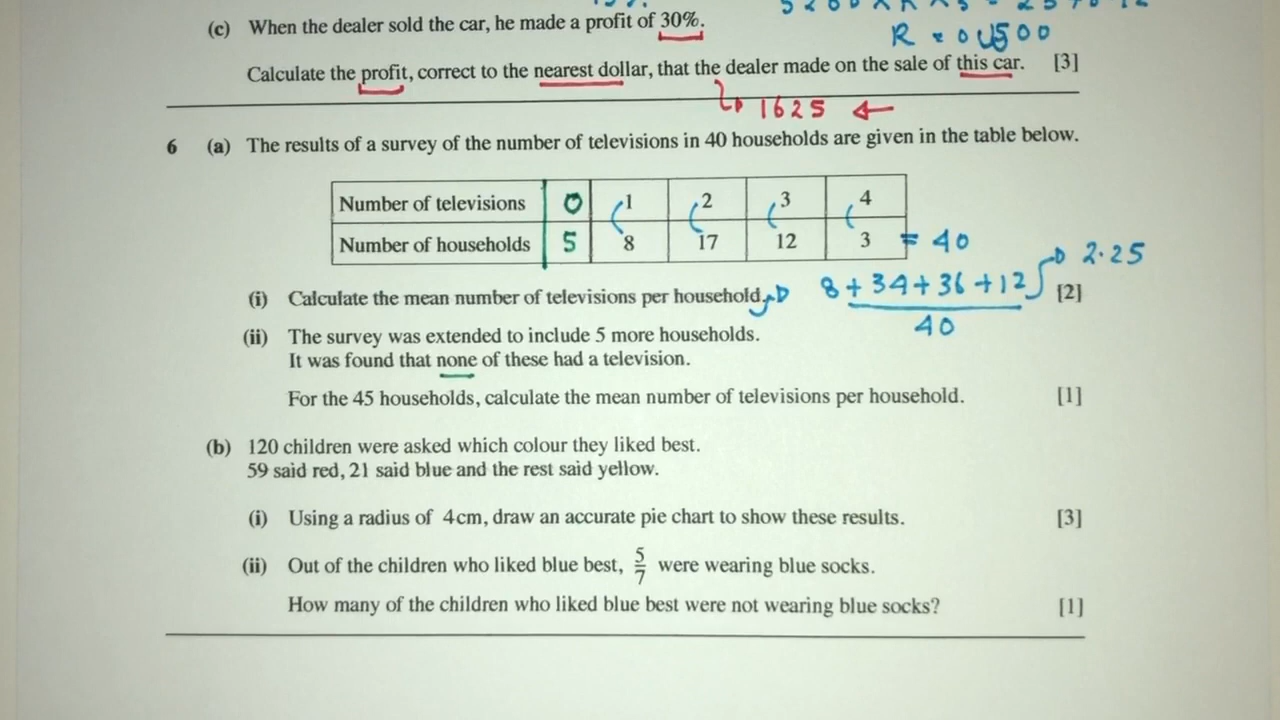 (c) When the dealer sold the car, he made a profit of 30%.
R = 0.0500
Calculate the profit, correct to the nearest dollar, that the dealer made on the sale of this car. [3]
1625
6 (a) The results of a survey of the number of televisions in 40 households are given in the table below.
Number of televisions 0 1 2 3 4
Number of households 5 8 17 12 3 = 40
2.25
(i) Calculate the mean number of televisions per household. 8+34+36+12 [2]
40
(ii) The survey was extended to include 5 more households.
It was found that none of these had a television.
For the 45 households, calculate the mean number of televisions per household. [1]
(b) 120 children were asked which colour they liked best.
59 said red, 21 said blue and the rest said yellow.
(i) Using a radius of 4cm, draw an accurate pie chart to show these results. [3]
(ii) Out of the children who liked blue best, 5/7 were wearing blue socks.
How many of the children who liked blue best were not wearing blue socks? [1]